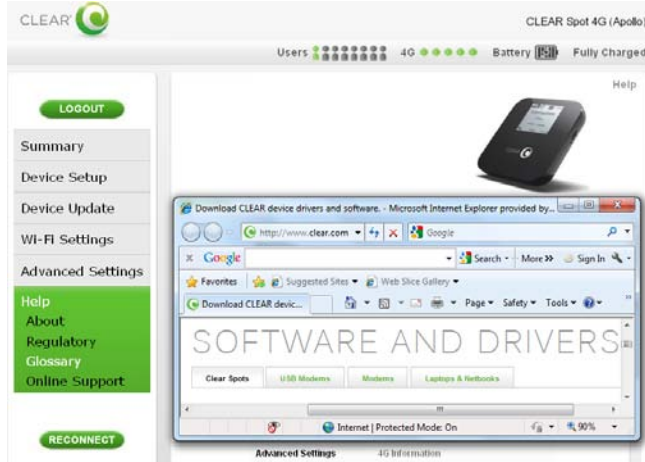 CLEAR
CLEAR Spot 4G (Apollo)
Users 4G Battery Fully Charged
Help
LOGOUT
Summary
Device Setup
Device Update
Wi-Fi Settings
Advanced Settings
Help
About
Regulatory
Glossary
Online Support
RECONNECT
Download CLEAR device drivers and software. - Microsoft Internet Explorer provided by...
http://www.clear.com Google
x Google Search More >> Sign In
Favorites Suggested Sites Web Slice Gallery
Download CLEAR devic... Page Safety Tools
SOFTWARE AND DRIVERS
Clear Spots USB Modems Modems Laptops & Netbooks
Internet | Protected Mode: On 90%
Advanced Settings 4G Information